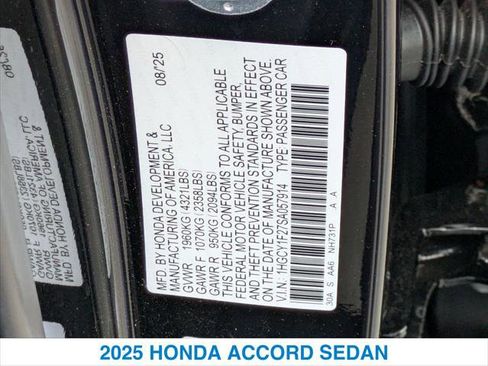 MFD. BY HONDA DEVELOPMENT & 08/25
MANUFACTURING OF AMERICA, LLC
GVWR 1960KG(4321LBS)
GAWR F 1070KG(2358LBS)
GAWR R 950KG(2094LBS)
THIS VEHICLE CONFORMS TO ALL APPLICABLE
FEDERAL MOTOR VEHICLE SAFETY, BUMPER,
AND THEFT PREVENTION STANDARDS IN EFFECT
ON THE DATE OF MANUFACTURE SHOWN ABOVE.
V.I.N. 1HGCY1F27SA057914 TYPE: PASSENGER CAR
30A S AA6 NH731P A A
2025 HONDA ACCORD SEDAN